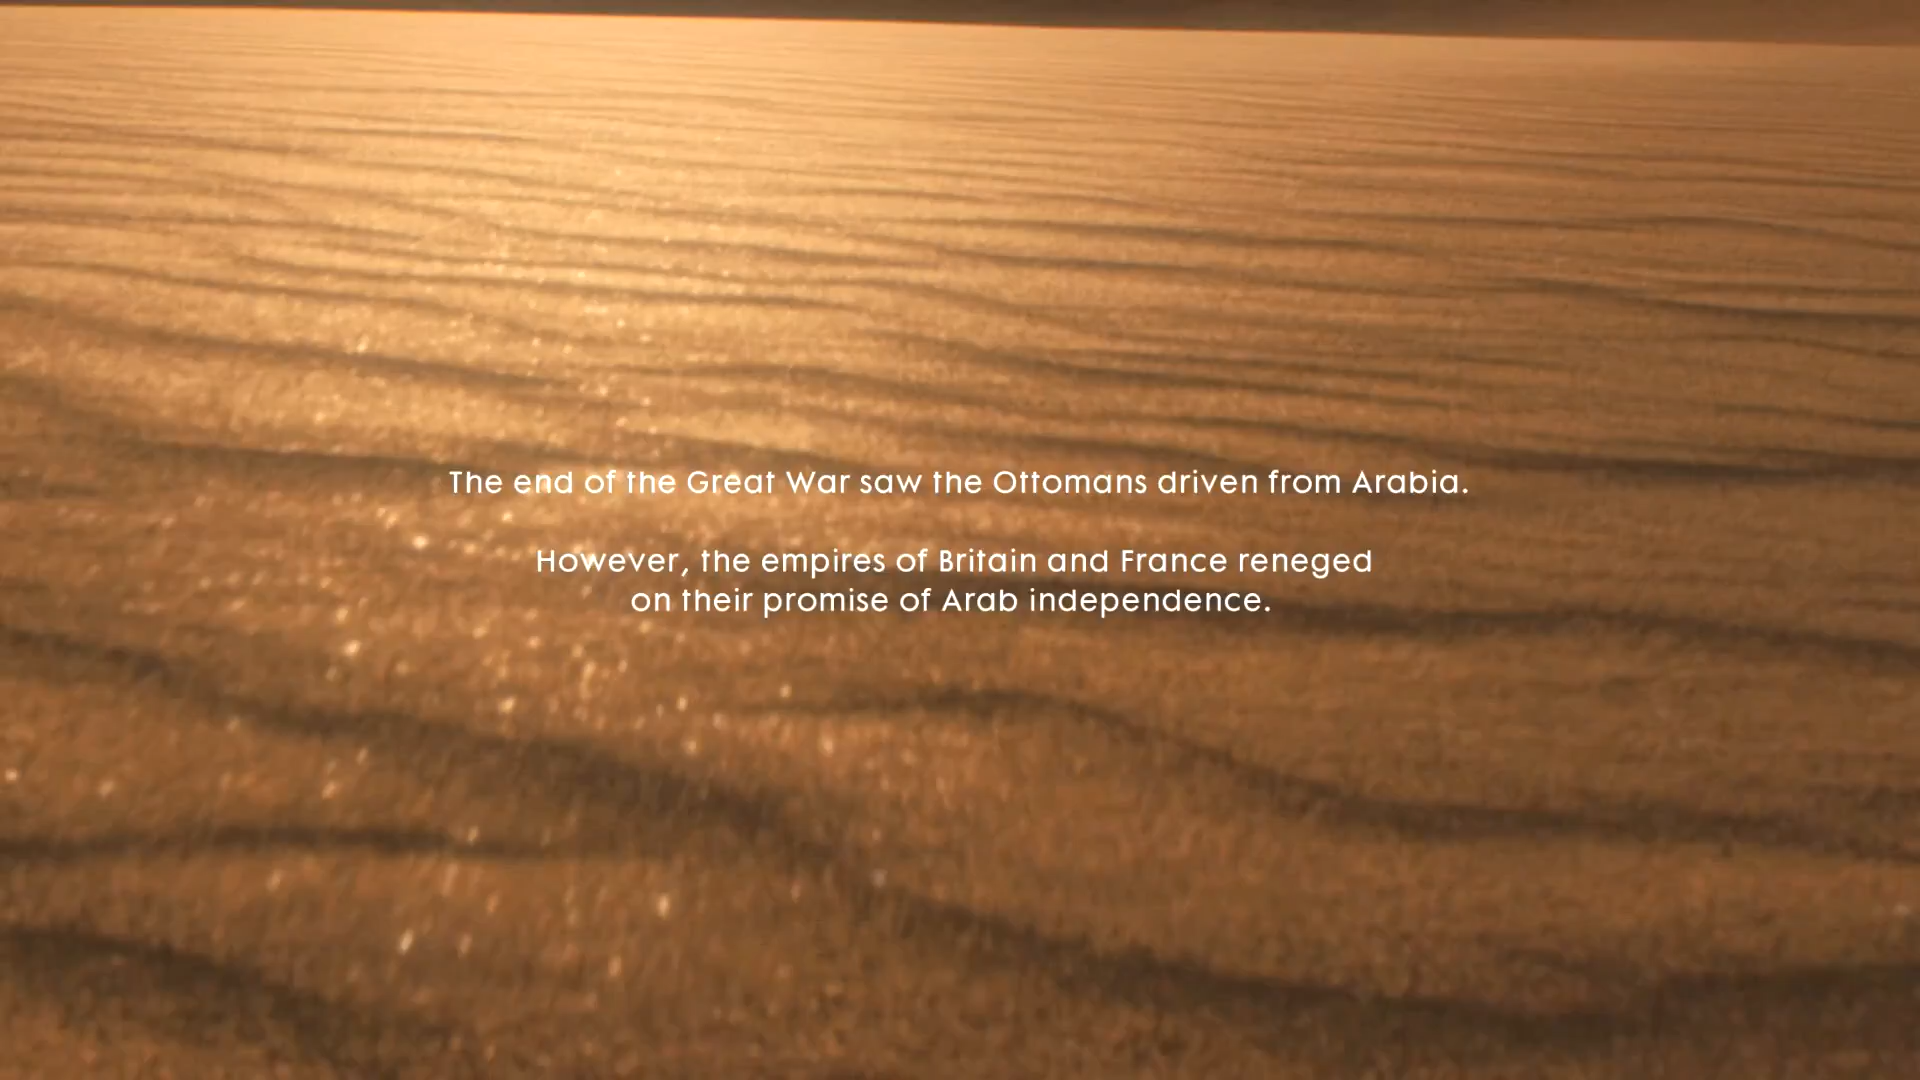 The end of the Great War saw the Ottomans driven from Arabia.
However, the empires of Britain and France reneged
on their promise of Arab independence.